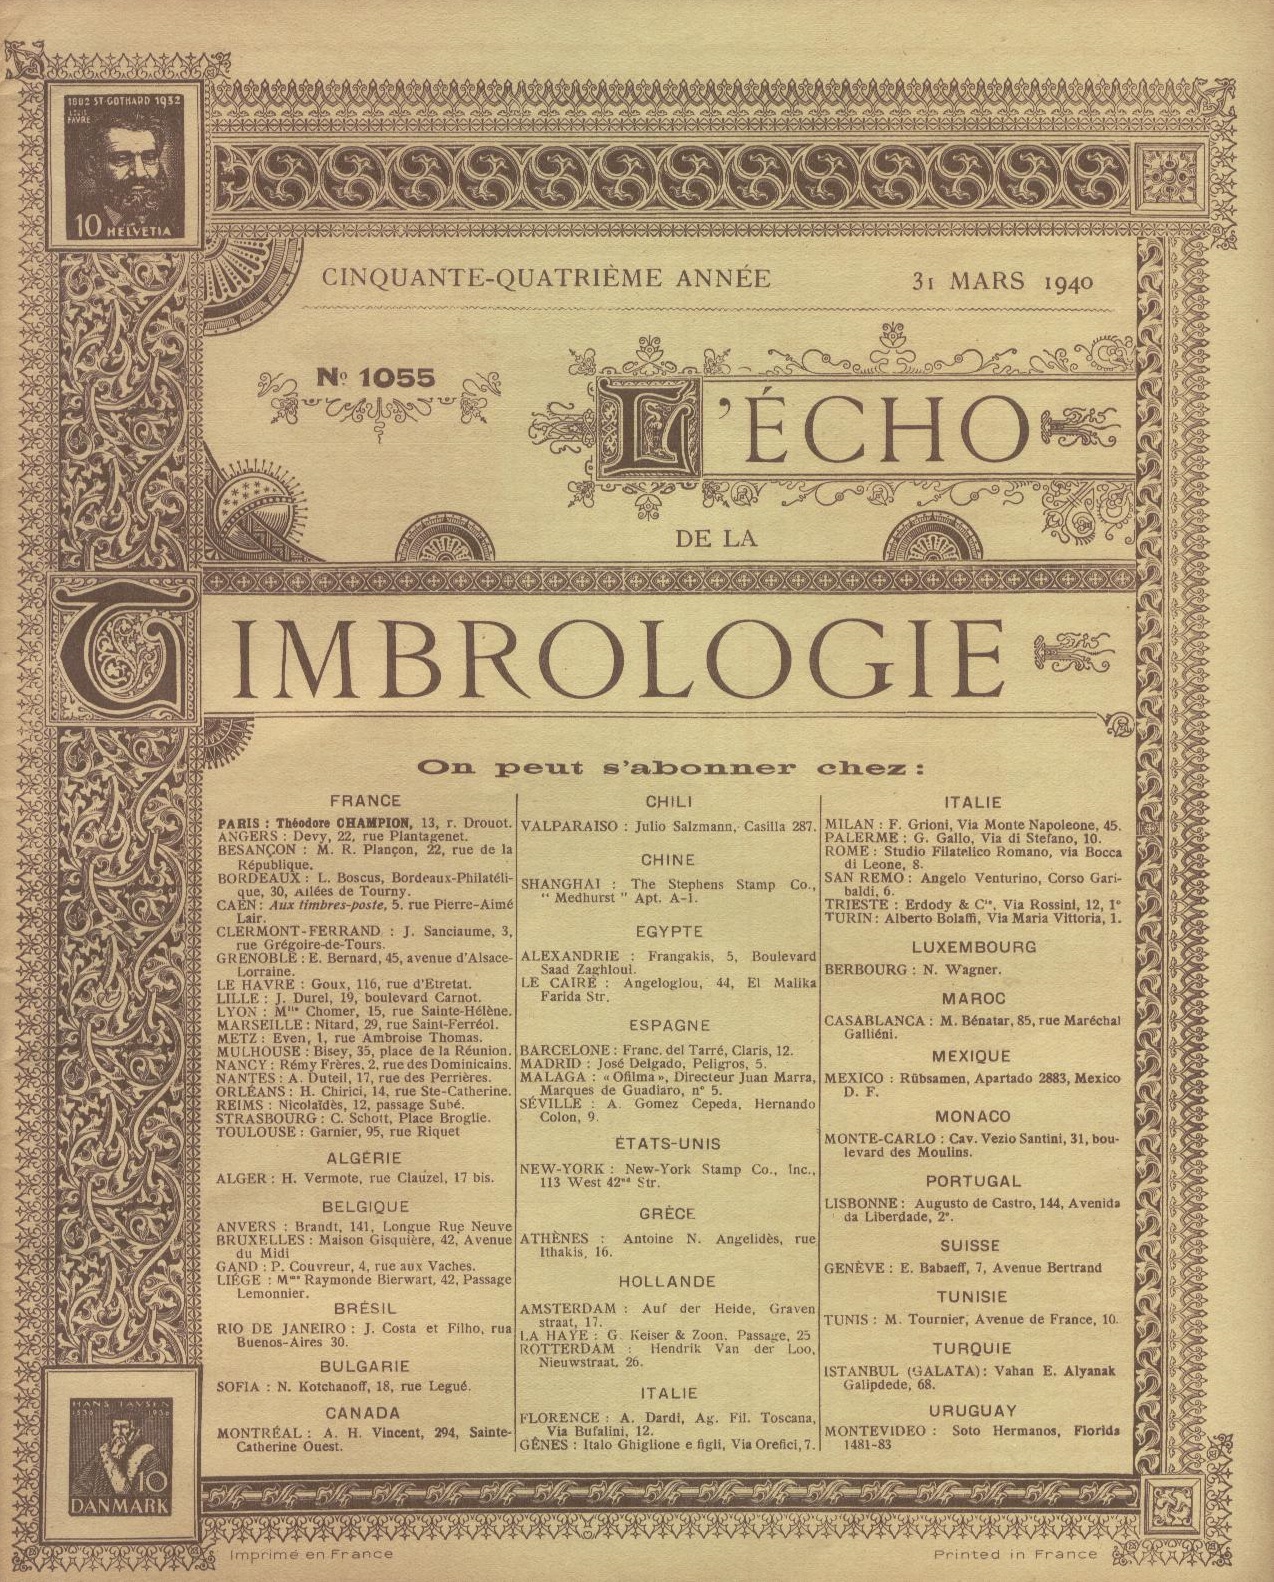 1882 ST GOTHARD 1932
LOUIS
FAVRE
10 HELVETIA
CINQUANTE-QUATRIÈME ANNÉE
31 MARS 1940
No 1055
L'ÉCHO
DE LA
TIMBROLOGIE
On peut s'abonner chez :
FRANCE
PARIS : Théodore CHAMPION, 13, r. Drouot.
ANGERS : Devy, 22, rue Plantagenet.
BESANÇON : M. R. Plançon, 22, rue de la
République.
BORDEAUX : L. Boscus, Bordeaux-Philatéli-
que, 30, Allées de Tourny.
CAEN : Aux timbres-poste, 5, rue Pierre-Aimé
Lair.
CLERMONT-FERRAND : J. Sanciaume, 3,
rue Grégoire-de-Tours.
GRENOBLE : E. Bernard, 45, avenue d'Alsace-
Lorraine.
LE HAVRE : Goux, 116, rue d'Etretat.
LILLE : J. Durel, 19, boulevard Carnot.
LYON : Mlle Chomer, 15, rue Sainte-Hélène.
MARSEILLE : Nitard, 29, rue Saint-Ferréol.
METZ : Even, 1, rue Ambroise Thomas.
MULHOUSE : Bisey, 35, place de la Réunion.
NANCY : Rémy Frères, 2, rue des Dominicains.
NANTES : A. Duteil, 17, rue des Perrières.
ORLÉANS : H. Chirici, 14, rue Ste-Catherine.
REIMS : Nicolaïdès, 12, passage Subé.
STRASBOURG : C. Schott, Place Broglie.
TOULOUSE : Garnier, 95, rue Riquet
ALGÉRIE
ALGER : H. Vermote, rue Clauzel, 17 bis.
BELGIQUE
ANVERS : Brandt, 141, Longue Rue Neuve
BRUXELLES : Maison Gisquière, 42, Avenue
du Midi
GAND : P. Couvreur, 4, rue aux Vaches.
LIÉGE : Mme Raymonde Bierwart, 42, Passage
Lemonnier.
BRÉSIL
RIO DE JANEIRO : J. Costa et Filho, rua
Buenos-Aires 30.
BULGARIE
SOFIA : N. Kotchanoff, 18, rue Legué.
CANADA
MONTRÉAL : A. H. Vincent, 294, Sainte-
Catherine Ouest.
CHILI
VALPARAISO : Julio Salzmann, Casilla 287.
CHINE
SHANGHAI : The Stephens Stamp Co.,
" Medhurst " Apt. A-1.
EGYPTE
ALEXANDRIE : Frangakis, 5, Boulevard
Saad Zaghloul.
LE CAIRE : Angeloglou, 44, El Malika
Farida Str.
ESPAGNE
BARCELONE : Franc. del Tarré, Claris, 12.
MADRID : José Delgado, Peligros, 5.
MALAGA : « Ofilma », Directeur Juan Marra,
Marques de Guadiaro, n° 5.
SÉVILLE : A. Gomez Cepeda, Hernando
Colon, 9.
ÉTATS-UNIS
NEW-YORK : New-York Stamp Co., Inc.,
113 West 42nd Str.
GRÈCE
ATHÈNES : Antoine N. Angelidès, rue
Ithakis, 16.
HOLLANDE
AMSTERDAM : Auf der Heide, Graven
straat, 17.
LA HAYE : G. Keiser & Zoon. Passage, 25
ROTTERDAM : Hendrik Van der Loo,
Nieuwstraat, 26.
ITALIE
FLORENCE : A. Dardi, Ag. Fil. Toscana,
Via Bufalini, 12.
GÊNES : Italo Ghiglione e figli, Via Orefici, 7.
ITALIE
MILAN : F. Grioni, Via Monte Napoleone, 45.
PALERME : G. Gallo, Via di Stefano, 10.
ROME : Studio Filatelico Romano, via Bocca
di Leone, 8.
SAN REMO : Angelo Venturino, Corso Gari-
baldi, 6.
TRIESTE : Erdody & Cie, Via Rossini, 12, 1°
TURIN : Alberto Bolaffi, Via Maria Vittoria, 1.
LUXEMBOURG
BERBOURG : N. Wagner.
MAROC
CASABLANCA : M. Bénatar, 85, rue Maréchal
Galliéni.
MEXIQUE
MEXICO : Rübsamen, Apartado 2883, Mexico
D. F.
MONACO
MONTE-CARLO : Cav. Vezio Santini, 31, bou-
levard des Moulins.
PORTUGAL
LISBONNE : Augusto de Castro, 144, Avenida
da Liberdade, 2°.
SUISSE
GENÈVE : E. Babaeff, 7, Avenue Bertrand
TUNISIE
TUNIS : M. Tournier, Avenue de France, 10.
TURQUIE
ISTANBUL (GALATA) : Vahan E. Alyanak
Galipdede, 68.
URUGUAY
MONTEVIDEO : Soto Hermanos, Florida
1481-83
HANS TAVSEN
1536 1936
10
DANMARK
Imprimé en France
Printed in France